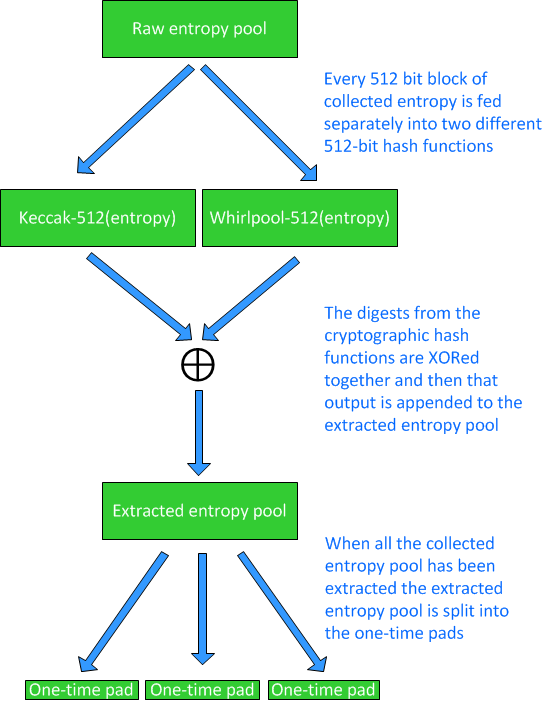 Raw entropy pool
Every 512 bit block of
collected entropy is fed
separately into two different
512-bit hash functions
Keccak-512(entropy)
Whirlpool-512(entropy)
The digests from the
cryptographic hash
functions are XORed
together and then that
output is appended to the
extracted entropy pool
Extracted entropy pool
When all the collected
entropy pool has been
extracted the extracted
entropy pool is split into
the one-time pads
One-time pad
One-time pad
One-time pad